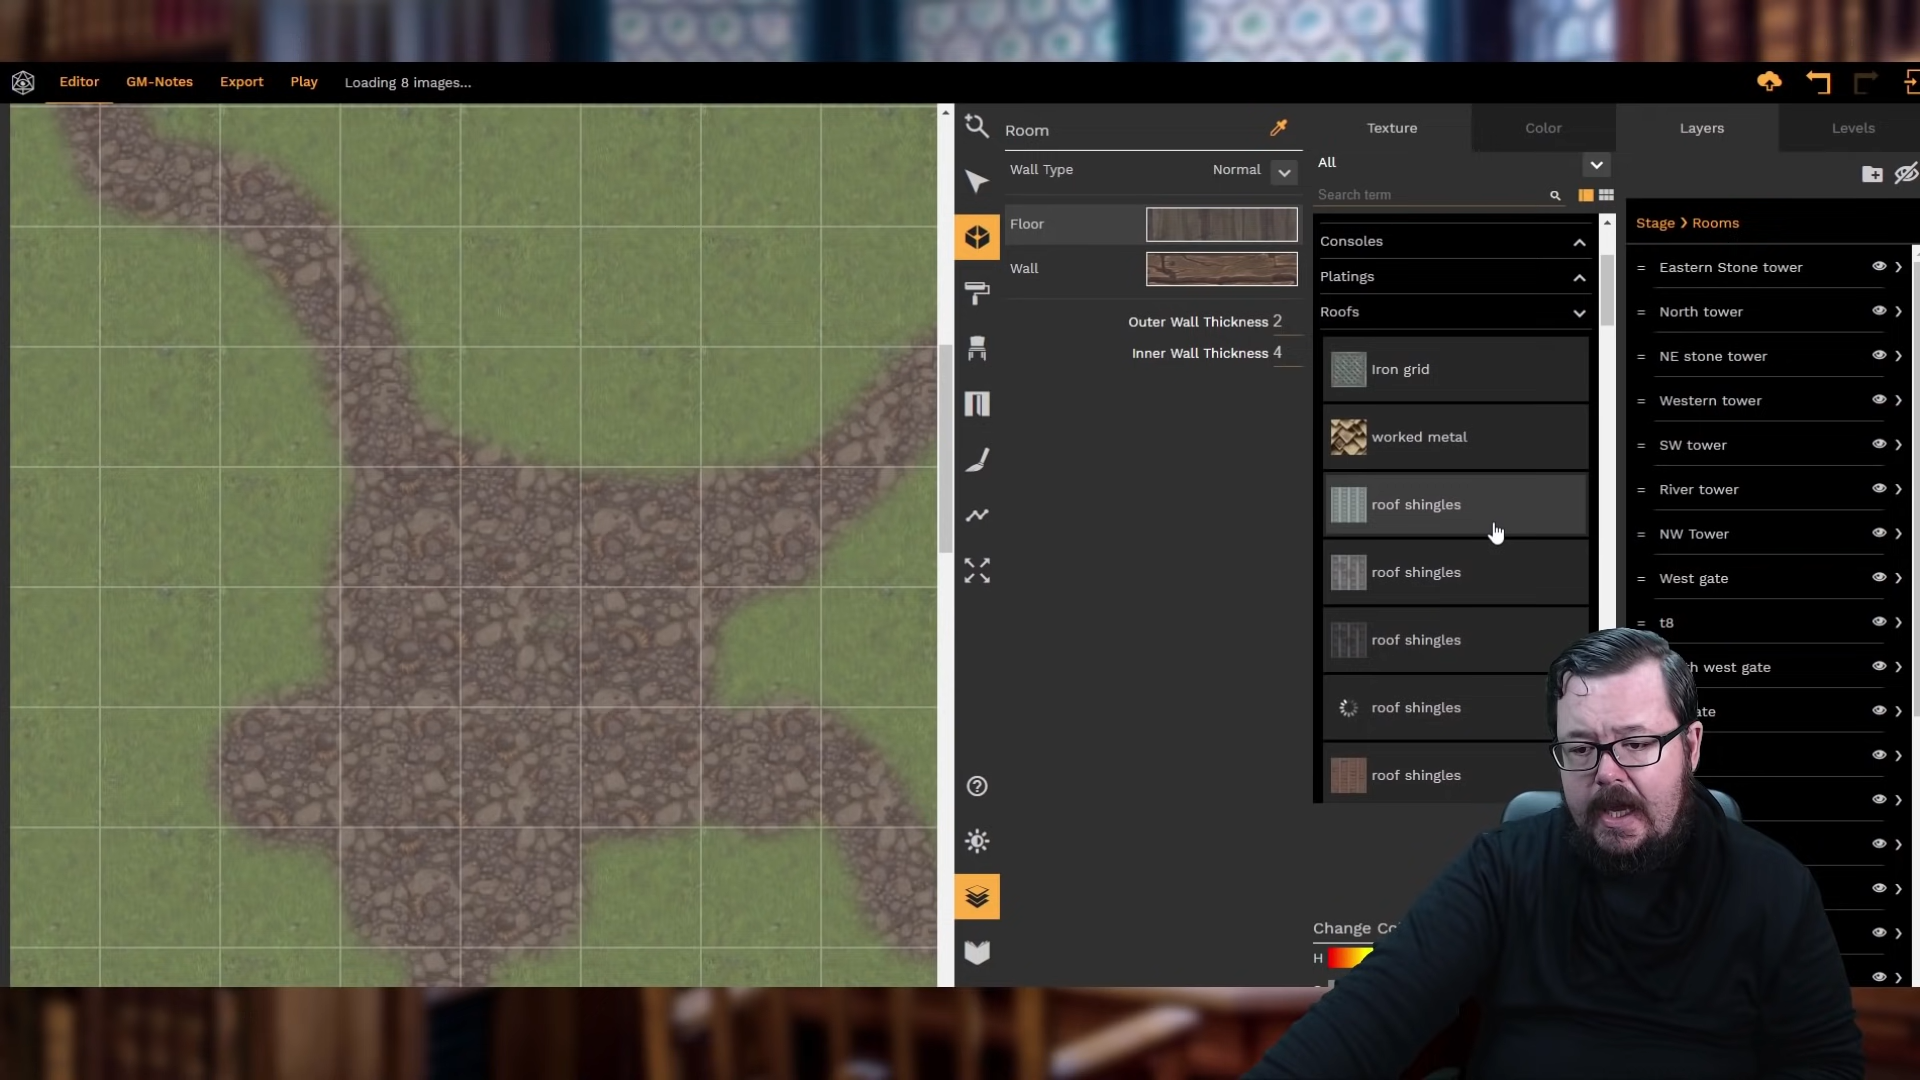 Editor GM-Notes Export Play Loading 8 images...
Room
Wall Type Normal
Floor
Wall
Outer Wall Thickness 2
Inner Wall Thickness 4
Texture Color
All
Search term
Consoles
Platings
Roofs
Iron grid
worked metal
roof shingles
roof shingles
roof shingles
roof shingles
roof shingles
Change Co
H
Layers Levels
Stage Rooms
= Eastern Stone tower
= North tower
= NE stone tower
= Western tower
= SW tower
= River tower
= NW Tower
= West gate
= t8
west gate